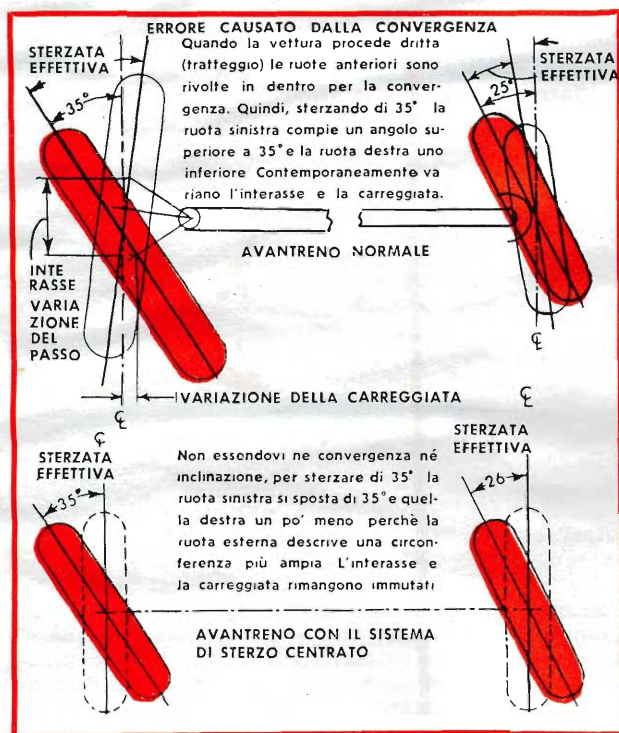 ERRORE CAUSATO DALLA CONVERGENZA
STERZATA
EFFETTIVA
35°
Quando la vettura procede dritta
(tratteggio) le ruote anteriori sono
rivolte in dentro per la conver-
genza. Quindi, sterzando di 35° la
ruota sinistra compie un angolo su-
periore a 35° e la ruota destra uno
inferiore Contemporaneamente va
riano l'interasse e la carreggiata.
STERZATA
EFFETTIVA
25°
AVANTRENO NORMALE
INTE
RASSE
VARIA
ZIONE
DEL
PASSO
VARIAZIONE DELLA CARREGGIATA
℄
℄
℄
℄
STERZATA
EFFETTIVA
35°
Non essendovi ne convergenza né
inclinazione, per sterzare di 35° la
ruota sinistra si sposta di 35° e quel-
la destra un po' meno perchè la
ruota esterna descrive una circon-
ferenza più ampia L'interasse e
la carreggiata rimangono immutati
STERZATA
EFFETTIVA
26
AVANTRENO CON IL SISTEMA
DI STERZO CENTRATO